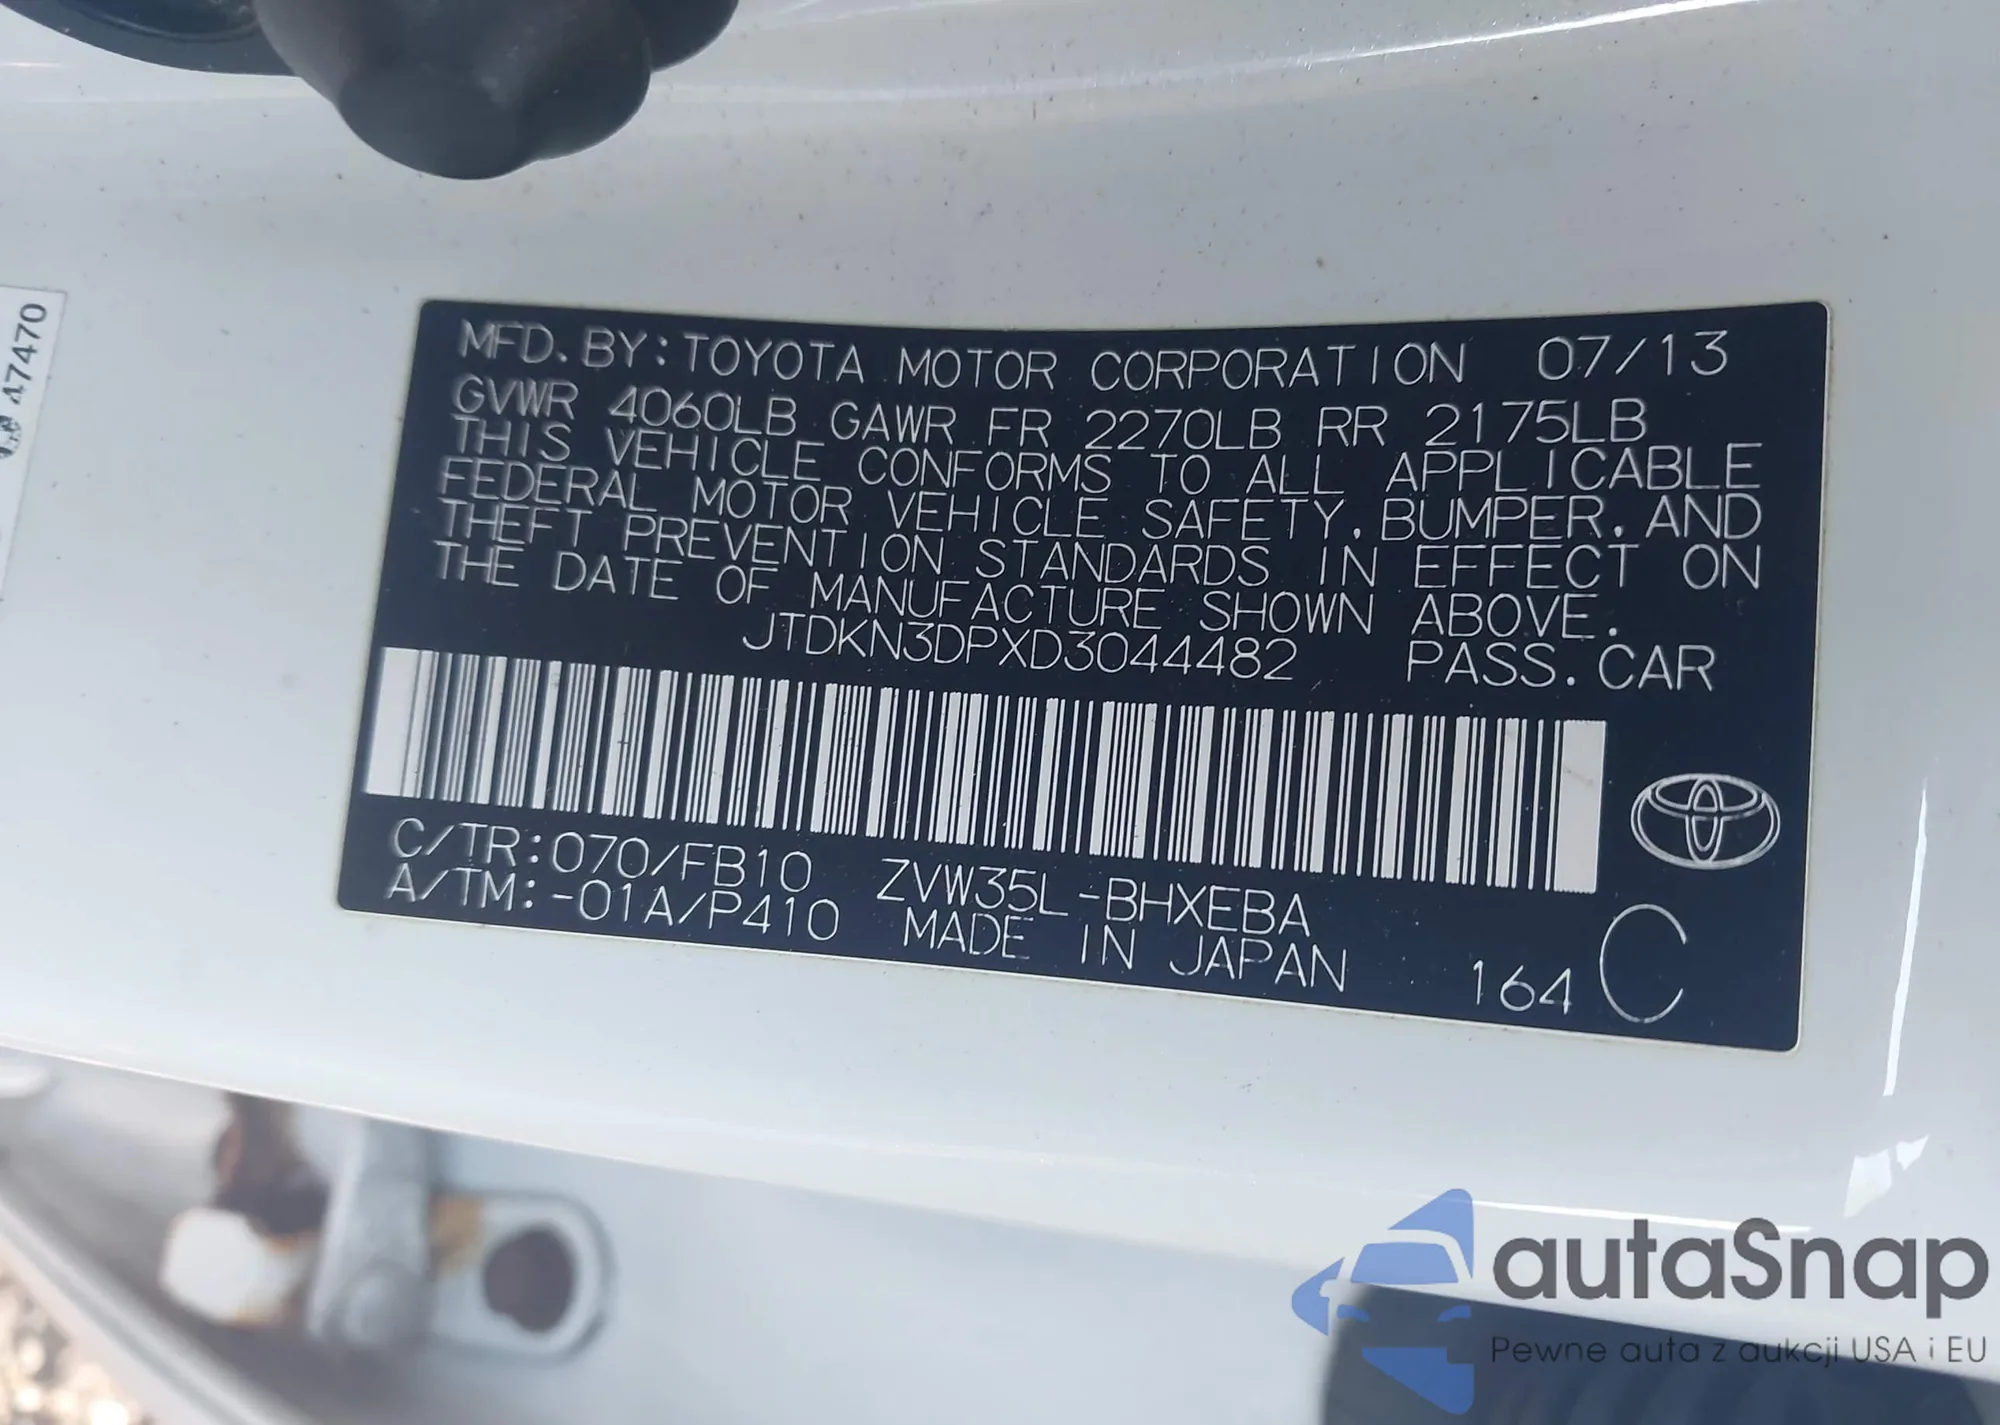 47470
MFD. BY: TOYOTA MOTOR CORPORATION 07/13
GVWR 4060LB GAWR FR 2270LB RR 2175LB
THIS VEHICLE CONFORMS TO ALL APPLICABLE
FEDERAL MOTOR VEHICLE SAFETY, BUMPER, AND
THEFT PREVENTION STANDARDS IN EFFECT ON
THE DATE OF MANUFACTURE SHOWN ABOVE.
JTDKN3DPXD3044482 PASS. CAR
C/TR:070/FB10 ZVW35L-BHXEBA
A/TM:-01A/P410 MADE IN JAPAN
164 C
autaSnap
Pewne auta z aukcji USA i EU